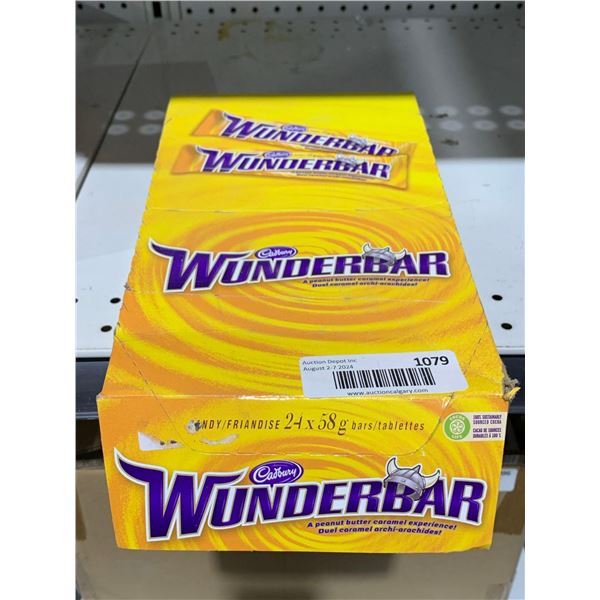 Cadbury
WUNDERBAR
Cadbury
WUNDERBAR
Cadbury
WUNDERBAR
A peanut butter caramel experience!
Duel caramel archi-arachides!
Auction Depot Inc
August 2-7 2024
1079
www.auctioncalgary.com
NDY/FRIANDISE 24 x 58 g bars/tablettes
100% SUSTAINABLY
SOURCED COCOA
CACAO DE SOURCES
DURABLES À 100 %
Cadbury
WUNDERBAR
A peanut butter caramel experience!
Duel caramel archi-arachides!